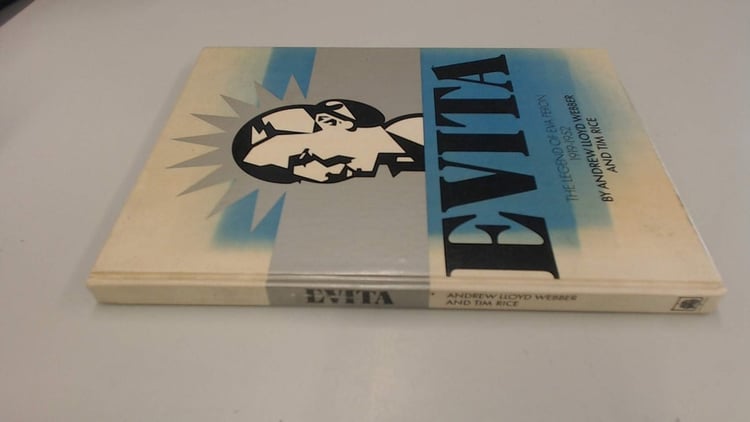 EVITA
THE LEGEND OF EVA PERON
1919-1952
BY ANDREW LLOYD WEBBER
AND TIM RICE
EVITA
ANDREW LLOYD WEBBER
AND TIM RICE